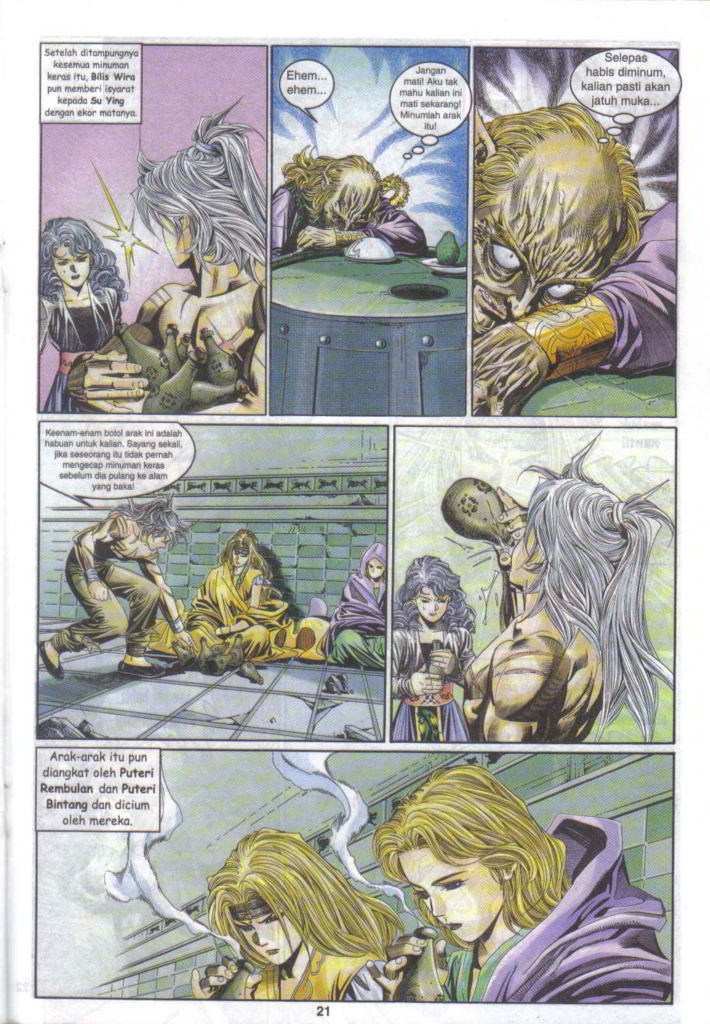 Setelah ditampungnya
kesemua minuman
keras itu, Bilis Wira
pun memberi isyarat
kepada Su Ying
dengan ekor matanya.
Ehem...
ehem...
Jangan
mati! Aku tak
mahu kalian ini
mati sekarang!
Minumlah arak
itu!
Selepas
habis diminum,
kalian pasti akan
jatuh muka...
Keenam-enam botol arak ini adalah
habuan untuk kalian. Sayang sekali,
jika seseorang itu tidak pernah
mengecap minuman keras
sebelum dia pulang ke alam
yang baka!
Arak-arak itu pun
diangkat oleh Puteri
Rembulan dan Puteri
Bintang dan dicium
oleh mereka.
21